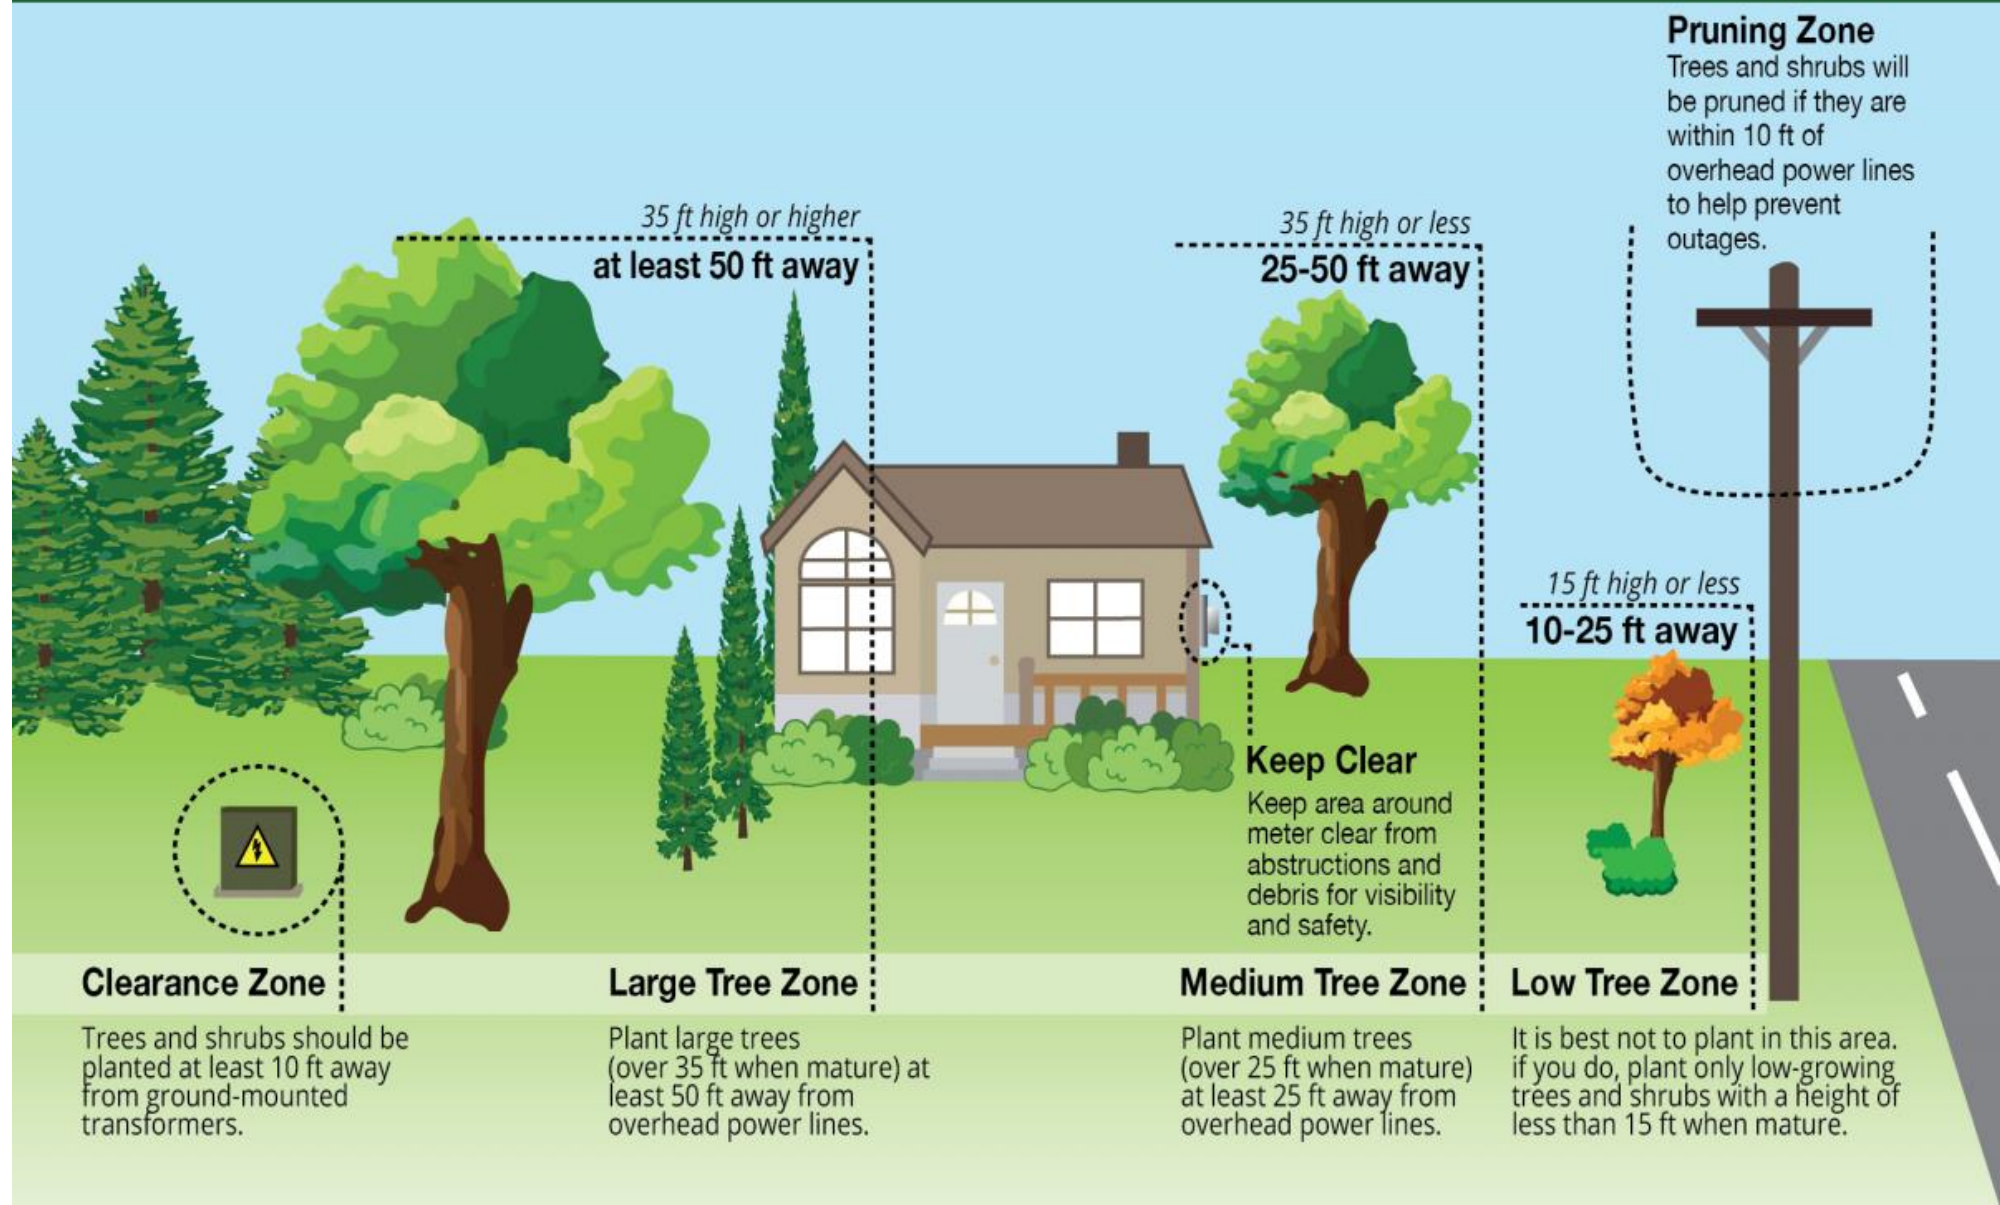 Pruning Zone
Trees and shrubs will
be pruned if they are
within 10 ft of
overhead power lines
to help prevent
outages.
35 ft high or higher
at least 50 ft away
35 ft high or less
25-50 ft away
15 ft high or less
10-25 ft away
Keep Clear
Keep area around
meter clear from
abstructions and
debris for visibility
and safety.
Clearance Zone
Trees and shrubs should be
planted at least 10 ft away
from ground-mounted
transformers.
Large Tree Zone
Plant large trees
(over 35 ft when mature) at
least 50 ft away from
overhead power lines.
Medium Tree Zone
Plant medium trees
(over 25 ft when mature)
at least 25 ft away from
overhead power lines.
Low Tree Zone
It is best not to plant in this area.
if you do, plant only low-growing
trees and shrubs with a height of
less than 15 ft when mature.